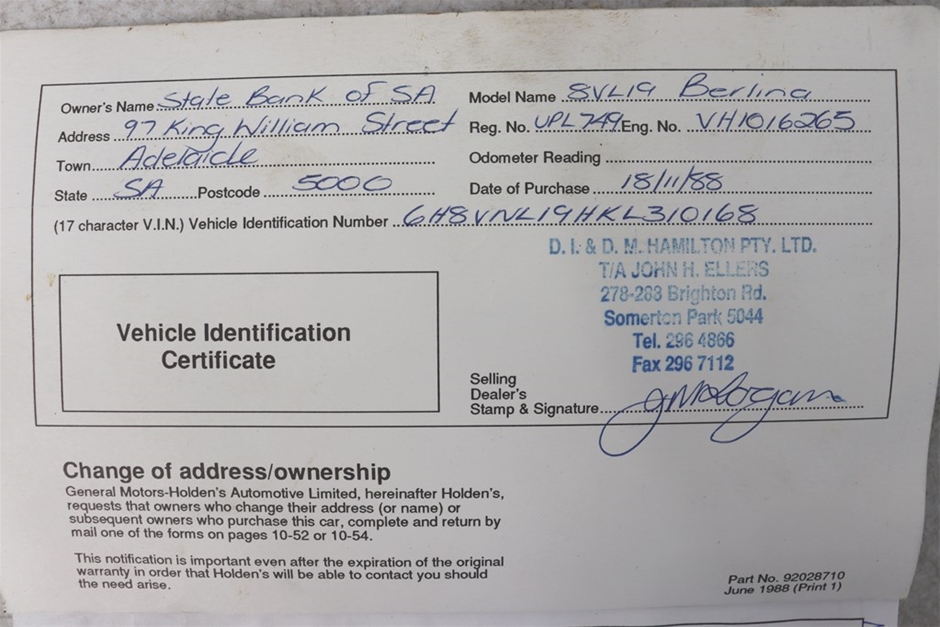 Owner's Name State Bank of SA
Model Name 8VL19 Berlina
Address 97 King William Street
Reg. No. UPL 749 Eng. No. VH1016265
Town Adelaide
Odometer Reading
State SA Postcode 5000
Date of Purchase 18/11/88
(17 character V.I.N.) Vehicle Identification Number 6H8VNL19HKL310168
D. I. & D. M. HAMILTON PTY. LTD.
T/A JOHN H. ELLERS
278-283 Brighton Rd.
Somerton Park 5044
Tel. 296 4866
Fax 296 7112
Vehicle Identification
Certificate
Selling
Dealer's
Stamp & Signature
Change of address/ownership
General Motors-Holden's Automotive Limited, hereinafter Holden's,
requests that owners who change their address (or name) or
subsequent owners who purchase this car, complete and return by
mail one of the forms on pages 10-52 or 10-54.
This notification is important even after the expiration of the original
warranty in order that Holden's will be able to contact you should
the need arise.
Part No. 92028710
June 1988 (Print 1)